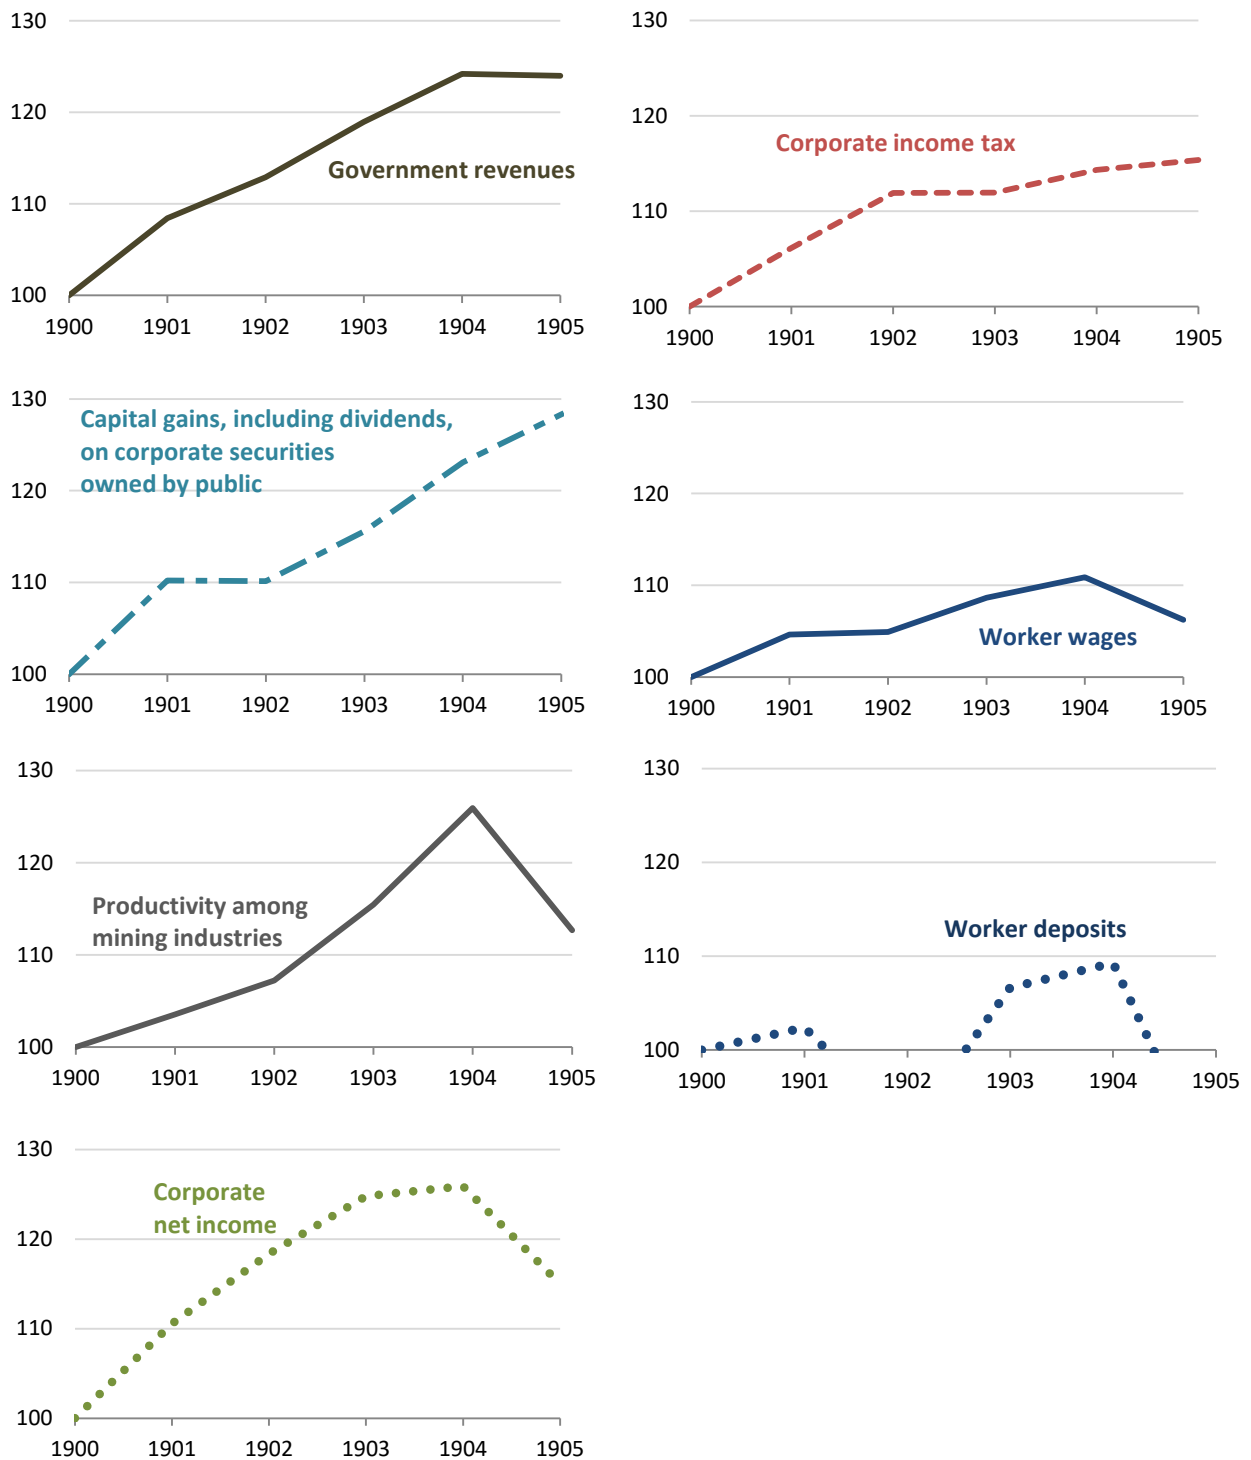 130
120
110
100
Government revenues
1900 1901 1902 1903 1904 1905
130
120
110
100
Corporate income tax
1900 1901 1902 1903 1904 1905
130
120
110
100
Capital gains, including dividends,
on corporate securities
owned by public
1900 1901 1902 1903 1904 1905
130
120
110
100
Worker wages
1900 1901 1902 1903 1904 1905
130
120
110
100
Productivity among
mining industries
1900 1901 1902 1903 1904 1905
130
120
110
100
Worker deposits
1900 1901 1902 1903 1904 1905
130
120
110
100
Corporate
net income
1900 1901 1902 1903 1904 1905